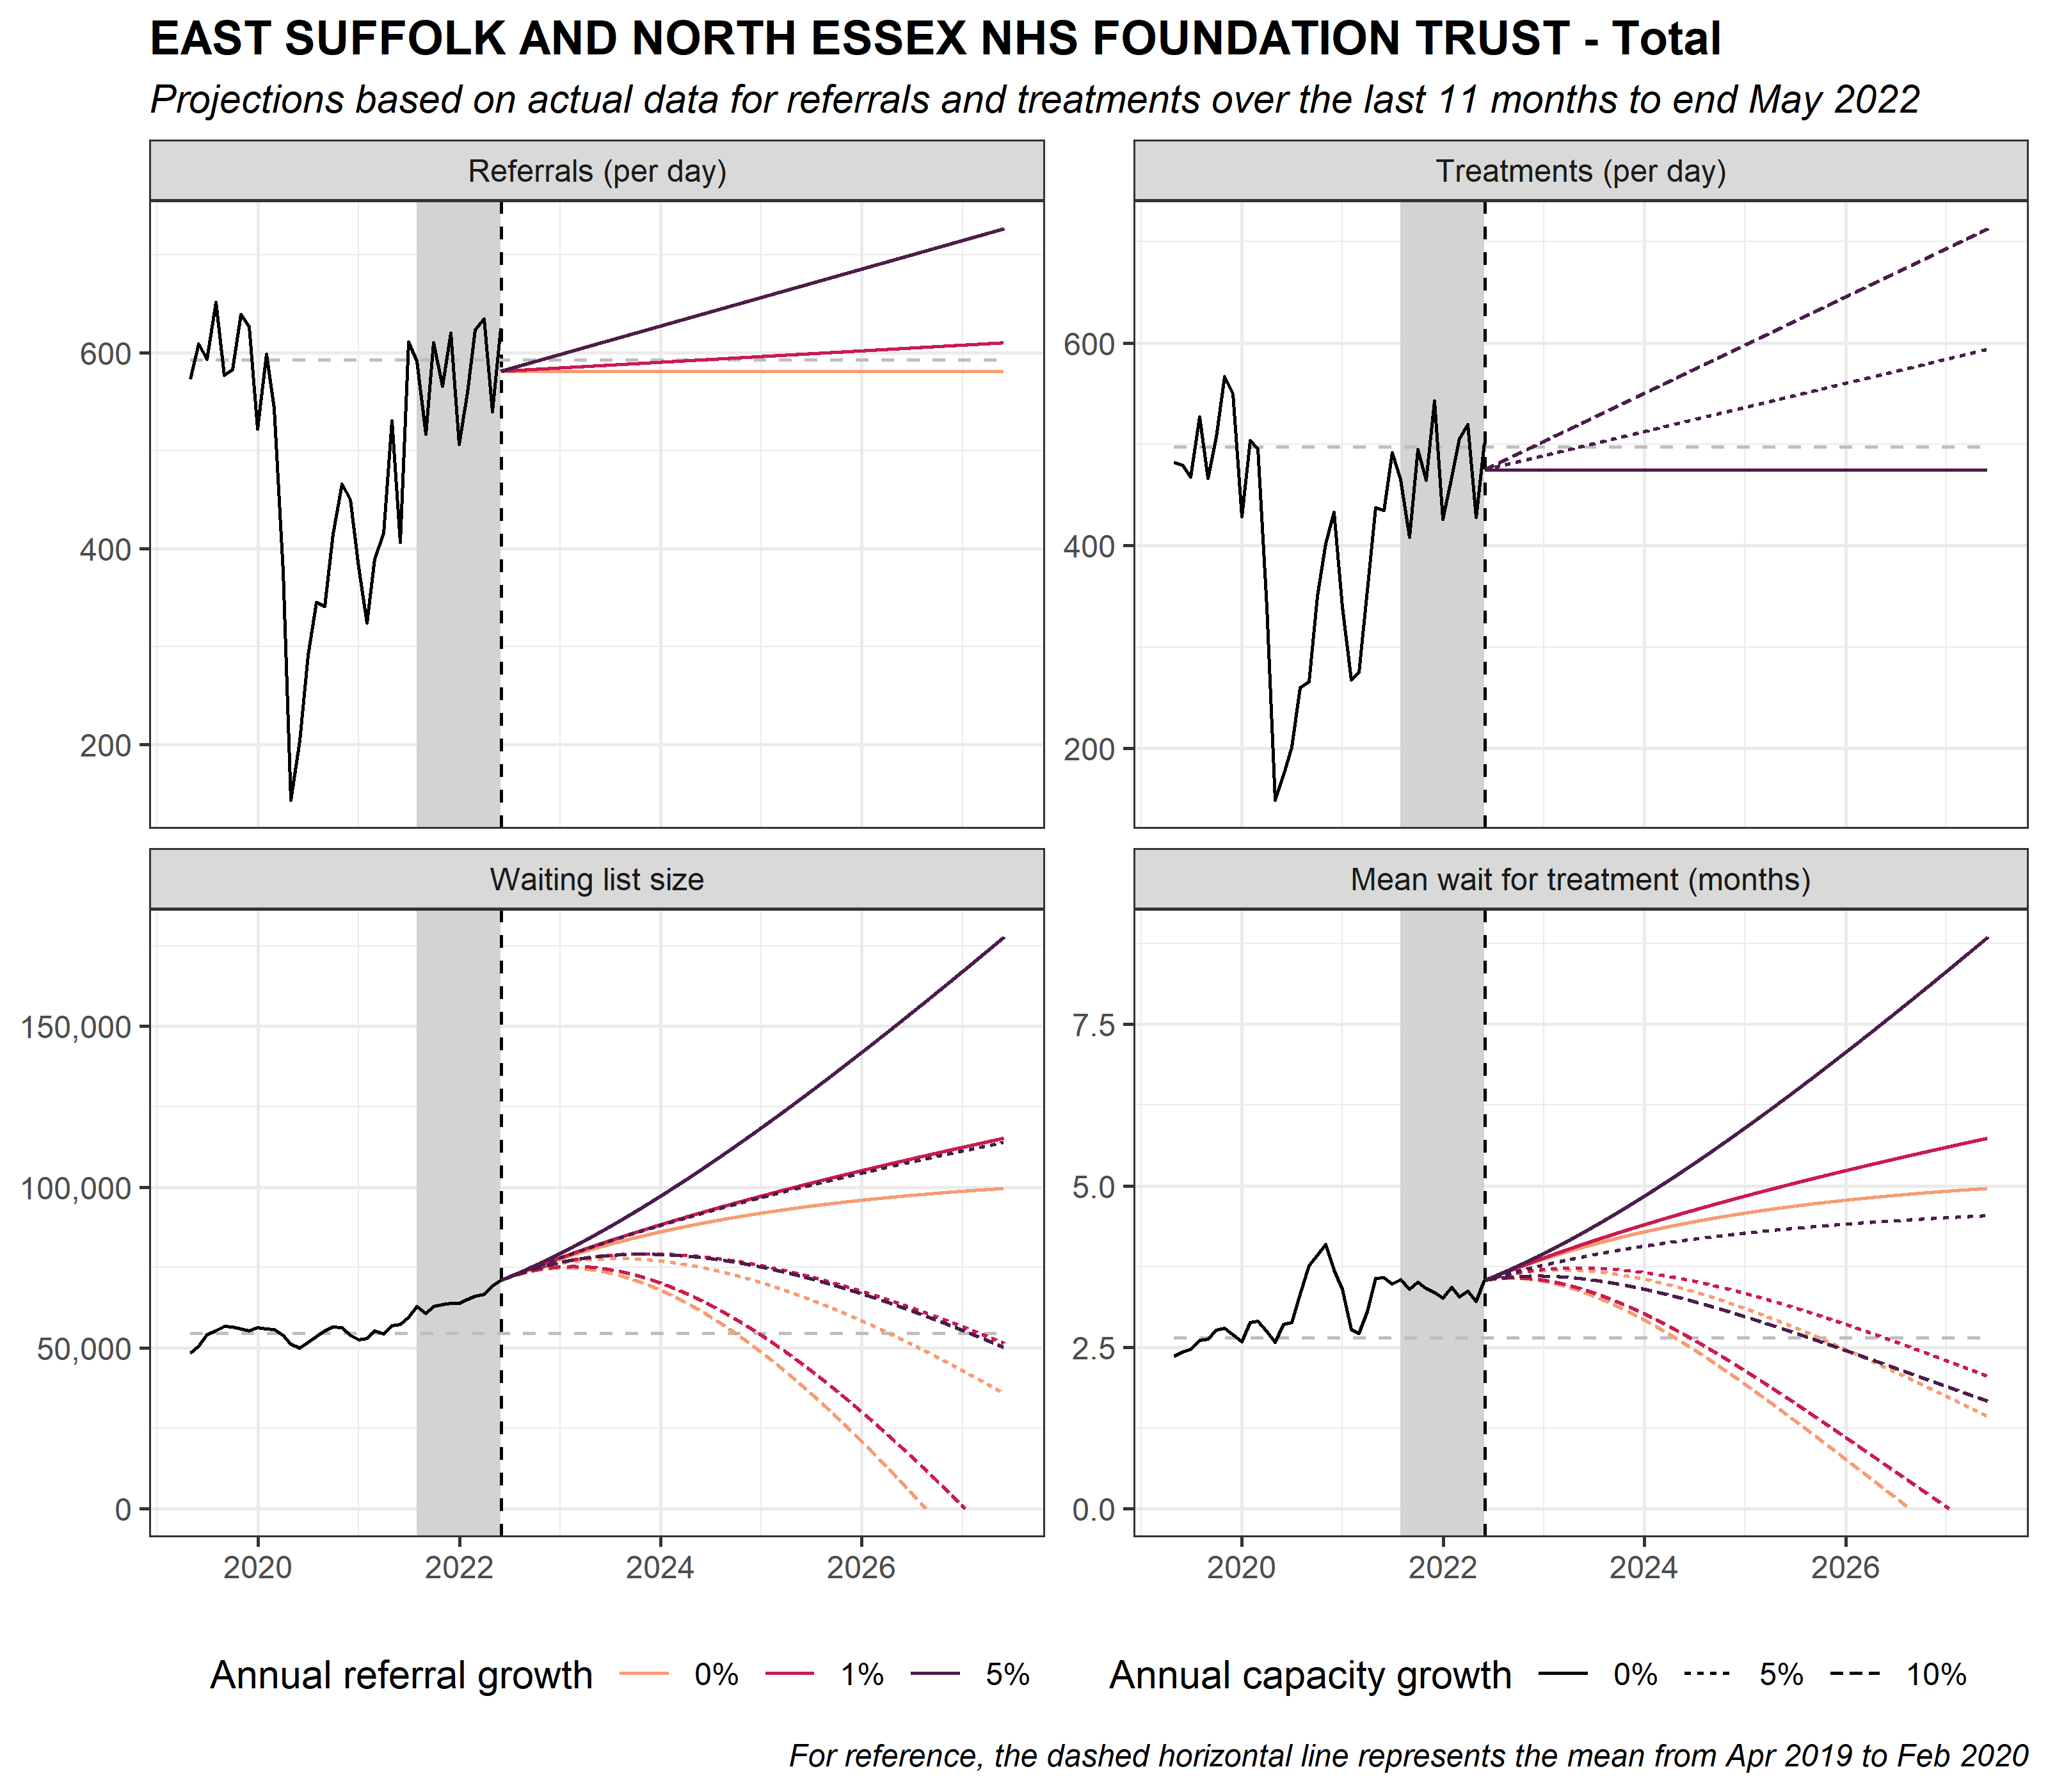 EAST SUFFOLK AND NORTH ESSEX NHS FOUNDATION TRUST - Total
Projections based on actual data for referrals and treatments over the last 11 months to end May 2022
Referrals (per day)
600
400
200
Treatments (per day)
600
400
200
Waiting list size
150,000
100,000
50,000
0
2020 2022 2024 2026
Mean wait for treatment (months)
7.5
5.0
2.5
0.0
2020 2022 2024 2026
Annual referral growth 0% 1% 5%
Annual capacity growth 0% 5% 10%
For reference, the dashed horizontal line represents the mean from Apr 2019 to Feb 2020